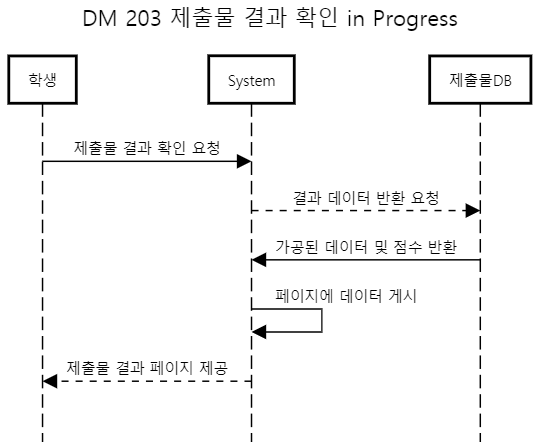 DM 203 제출물 결과 확인 in Progress
학생
System
제출물DB
제출물 결과 확인 요청
결과 데이터 반환 요청
가공된 데이터 및 점수 반환
페이지에 데이터 게시
제출물 결과 페이지 제공